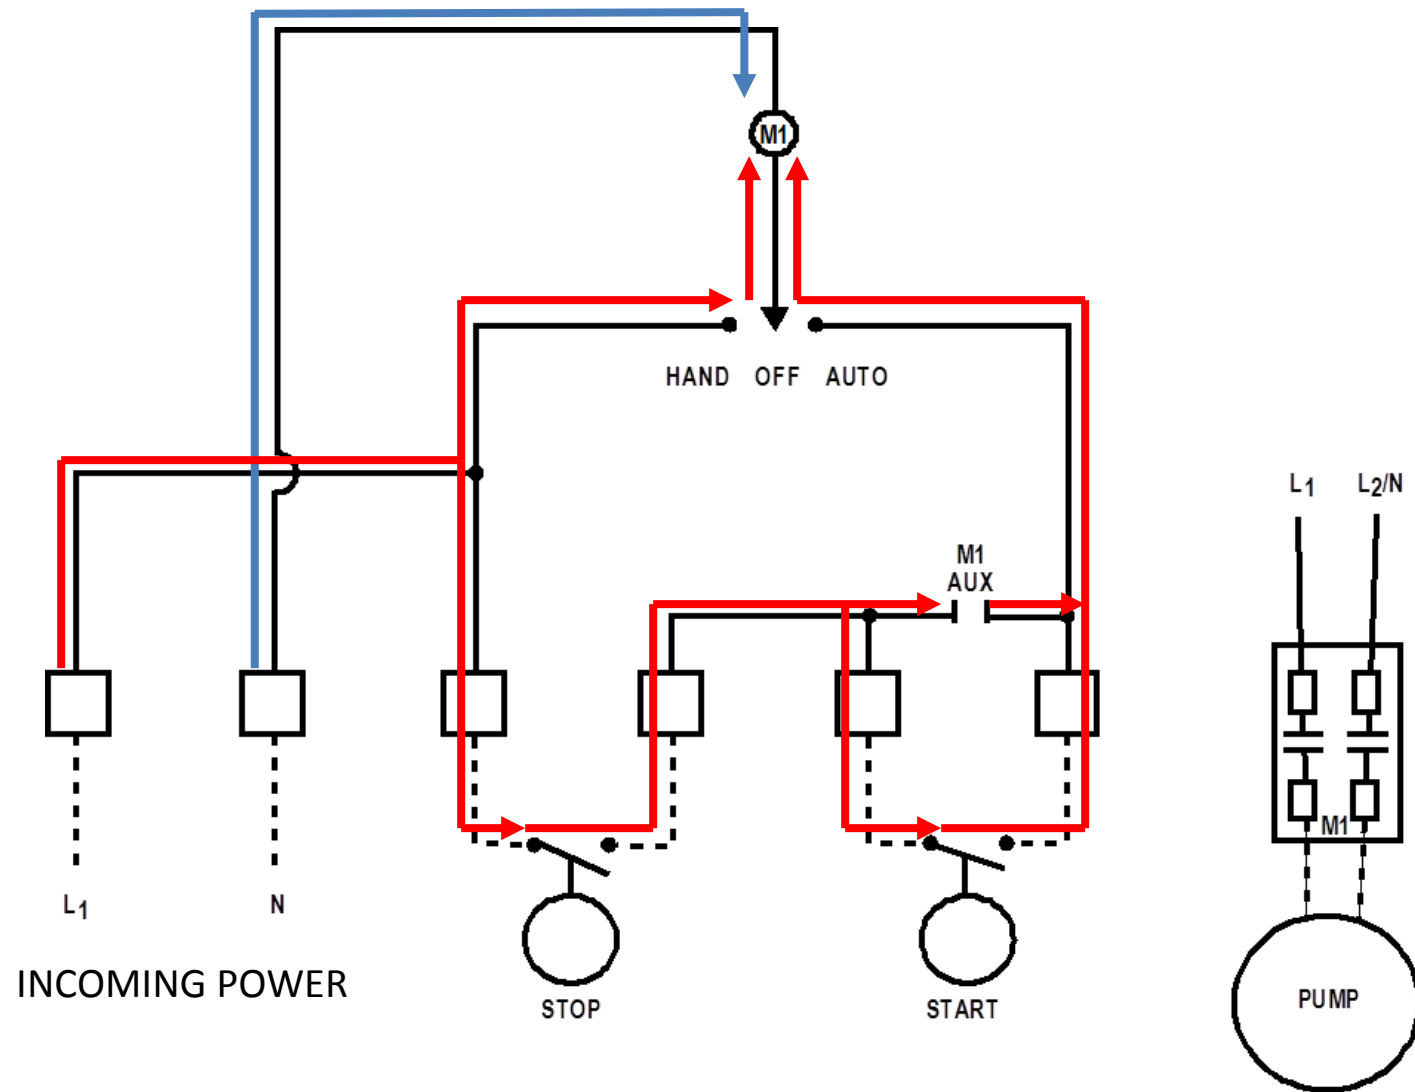 M1
HAND OFF AUTO
L1 L2/N
M1
AUX
M1
L1 N
INCOMING POWER
STOP START PUMP